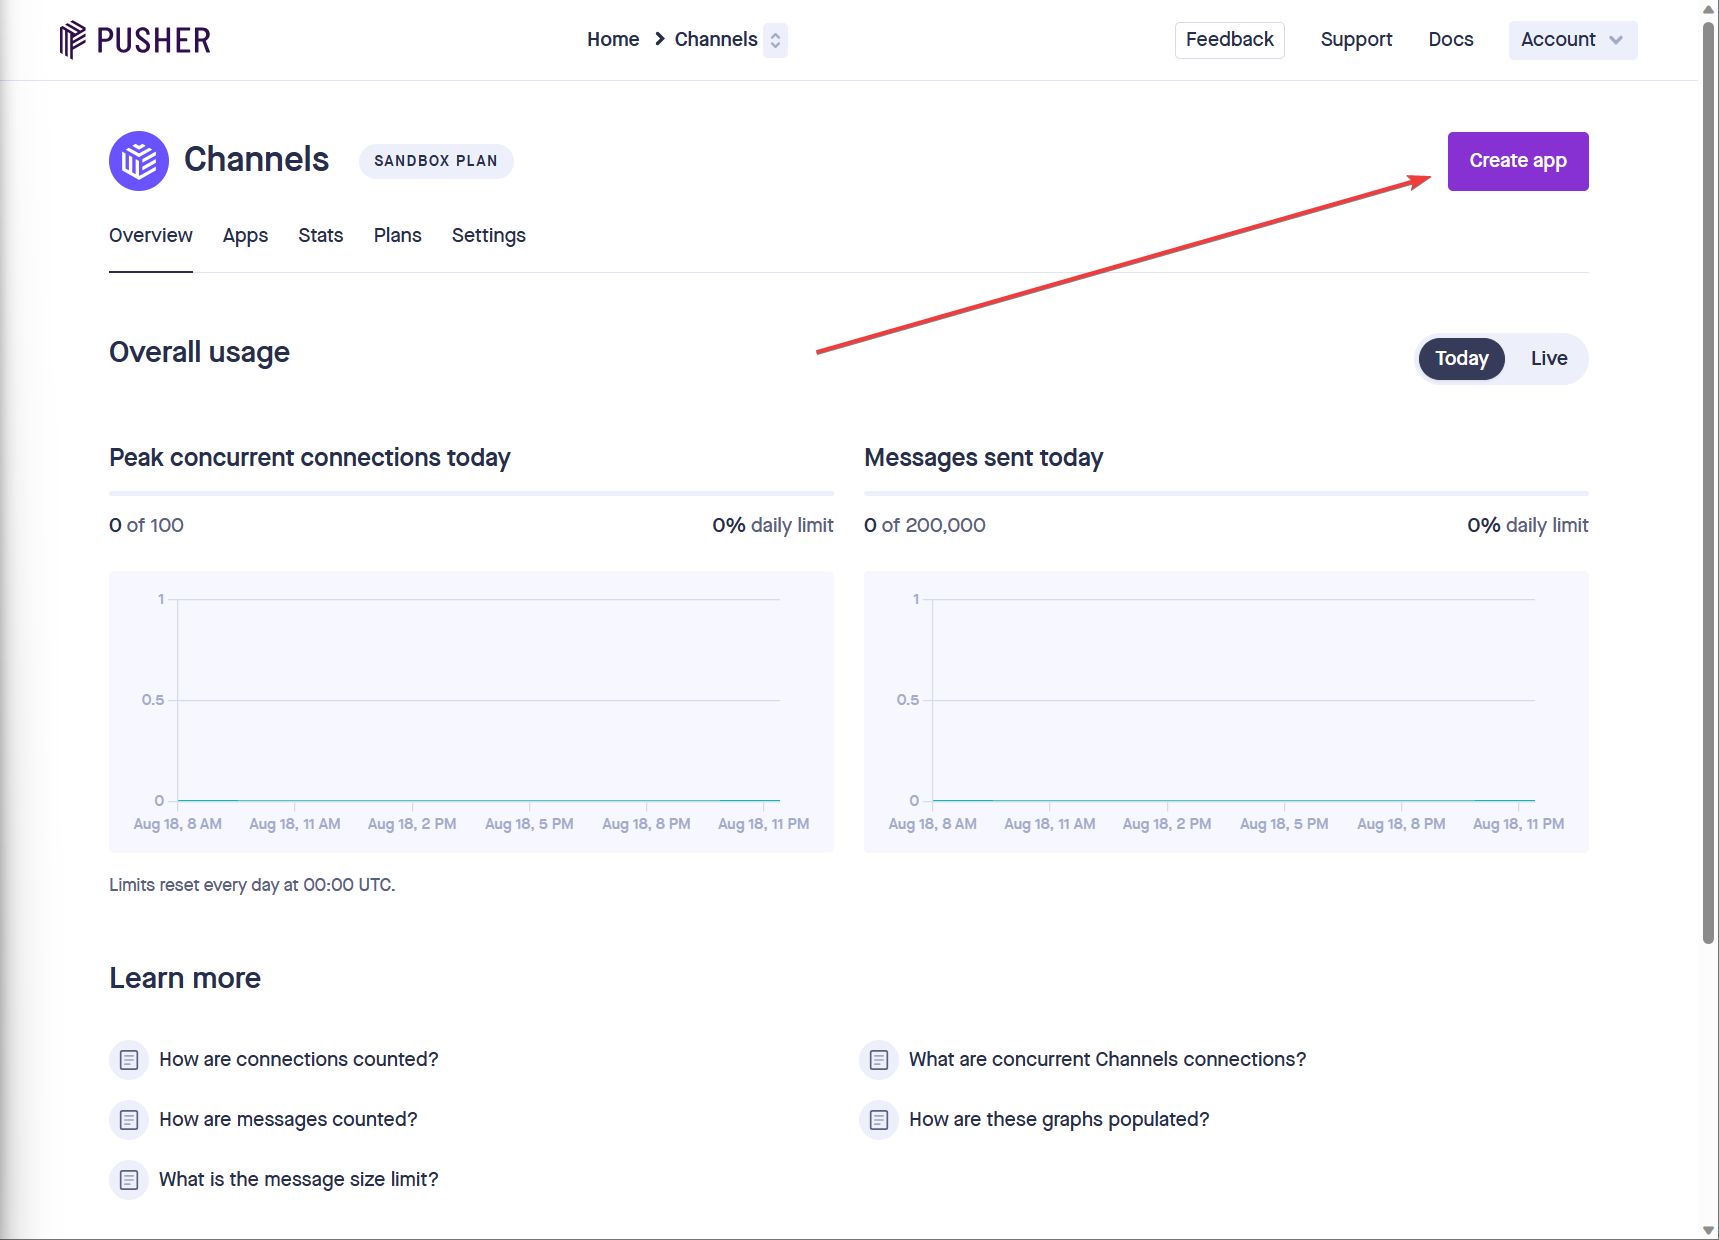 PUSHER
Home > Channels
Feedback
Support
Docs
Account
Channels
SANDBOX PLAN
Create app
Overview
Apps
Stats
Plans
Settings
Overall usage
Today
Live
Peak concurrent connections today
0 of 100
0% daily limit
1
0.5
0
Aug 18, 8 AM
Aug 18, 11 AM
Aug 18, 2 PM
Aug 18, 5 PM
Aug 18, 8 PM
Aug 18, 11 PM
Messages sent today
0 of 200,000
0% daily limit
1
0.5
0
Aug 18, 8 AM
Aug 18, 11 AM
Aug 18, 2 PM
Aug 18, 5 PM
Aug 18, 8 PM
Aug 18, 11 PM
Limits reset every day at 00:00 UTC.
Learn more
How are connections counted?
What are concurrent Channels connections?
How are messages counted?
How are these graphs populated?
What is the message size limit?